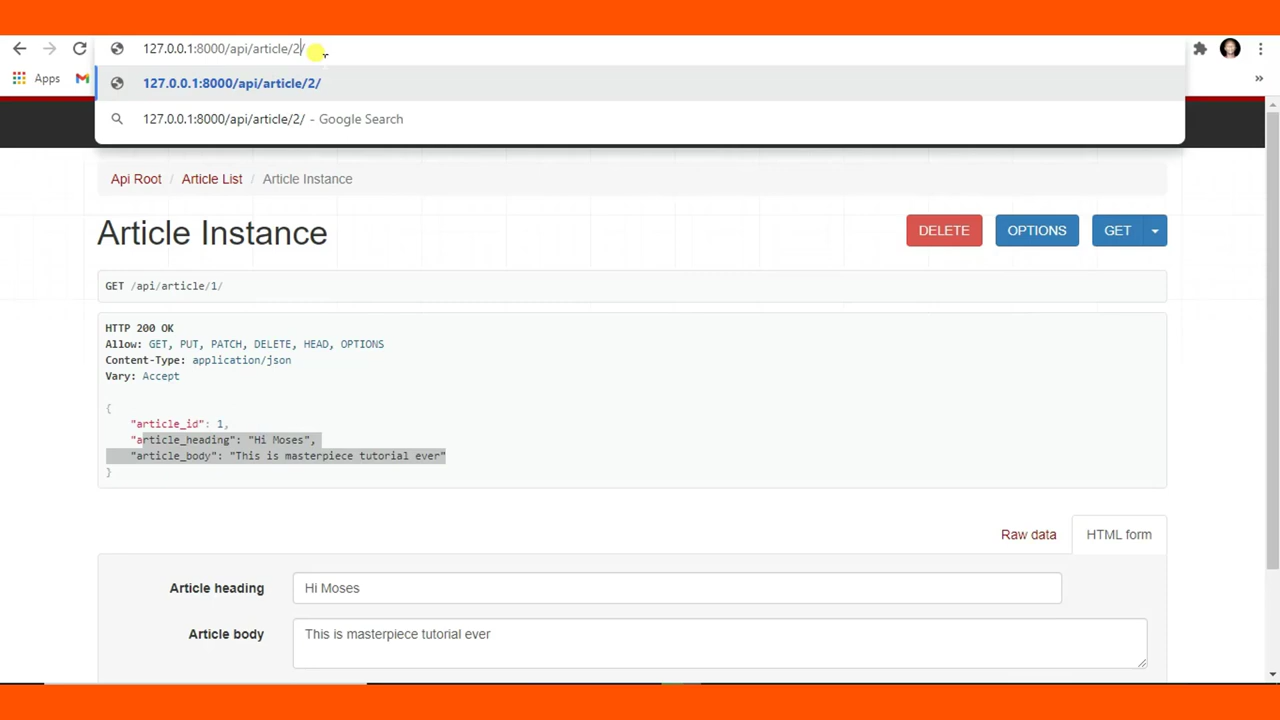 127.0.0.1:8000/api/article/2/
Apps
»
127.0.0.1:8000/api/article/2/
127.0.0.1:8000/api/article/2/ - Google Search
Api Root / Article List / Article Instance
Article Instance
DELETE OPTIONS GET
GET /api/article/1/
HTTP 200 OK
Allow: GET, PUT, PATCH, DELETE, HEAD, OPTIONS
Content-Type: application/json
Vary: Accept
{
"article_id": 1,
"article_heading": "Hi Moses",
"article_body": "This is masterpiece tutorial ever"
}
Raw data HTML form
Article heading Hi Moses
Article body This is masterpiece tutorial ever